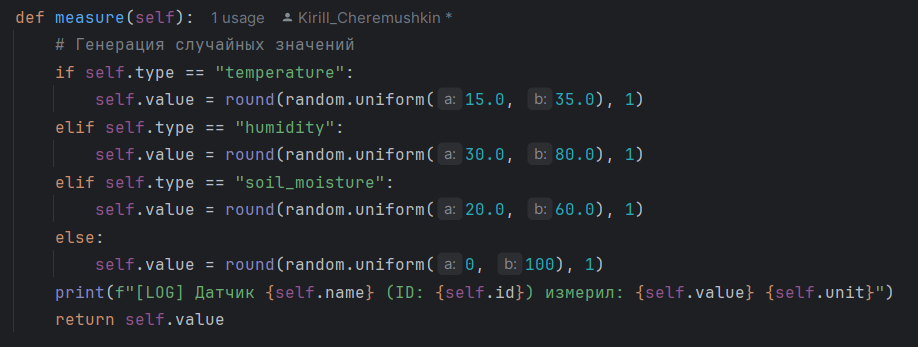 def measure(self): 1 usage Kirill_Cheremushkin *
# Генерация случайных значений
if self.type == "temperature":
self.value = round(random.uniform( a: 15.0, b: 35.0), 1)
elif self.type == "humidity":
self.value = round(random.uniform( a: 30.0, b: 80.0), 1)
elif self.type == "soil_moisture":
self.value = round(random.uniform( a: 20.0, b: 60.0), 1)
else:
self.value = round(random.uniform( a: 0, b: 100), 1)
print(f"[LOG] Датчик {self.name} (ID: {self.id}) измерил: {self.value} {self.unit}")
return self.value